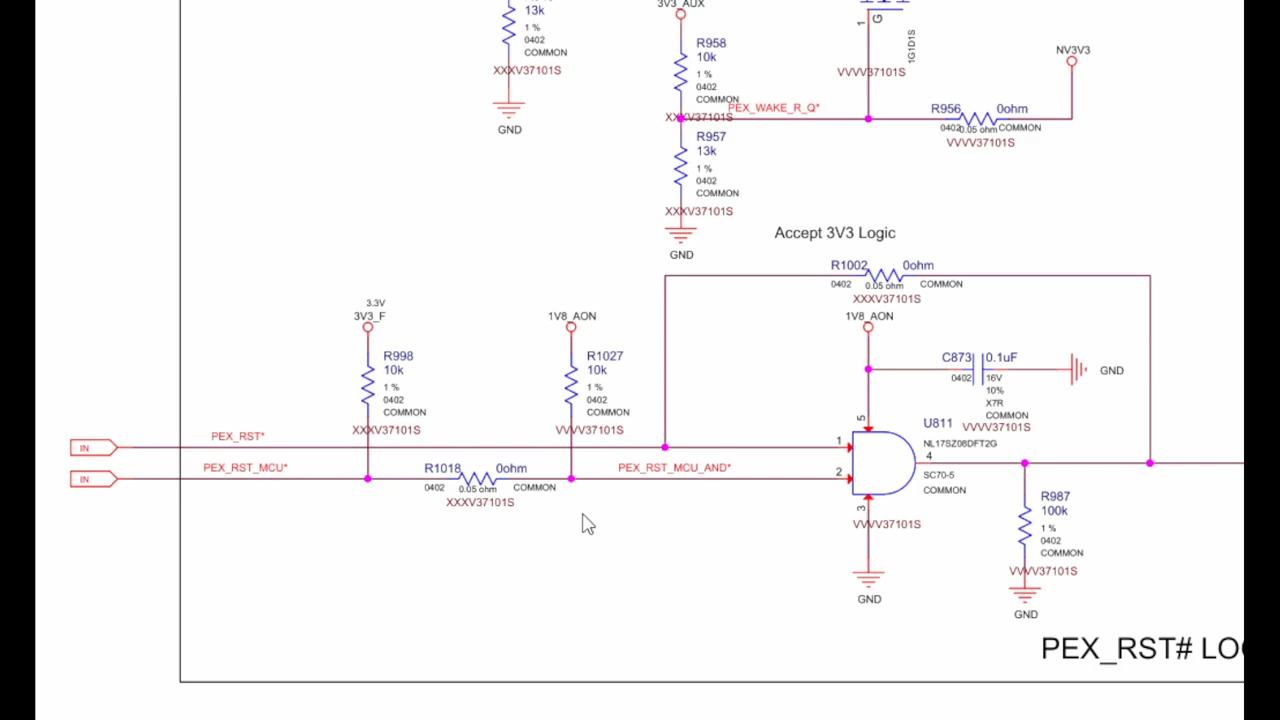 13k
1 %
0402
COMMON
XXXV37101S
GND
3V3_AUX
R958
10k
1 %
0402
COMMON
XXXV37101S
PEX_WAKE_R_Q*
R957
13k
1 %
0402
COMMON
XXXV37101S
GND
1
G
1G1D1S
VVVV37101S
R956
0ohm
0402
0.05 ohm
COMMON
VVVV37101S
NV3V3
Accept 3V3 Logic
R1002
0ohm
0402
0.05 ohm
COMMON
XXXV37101S
3.3V
3V3_F
R998
10k
1 %
0402
COMMON
XXXV37101S
1V8_AON
R1027
10k
1 %
0402
COMMON
VVVV37101S
1V8_AON
C873
0.1uF
0402
16V
10%
X7R
COMMON
VVVV37101S
GND
IN
PEX_RST*
IN
PEX_RST_MCU*
R1018
0ohm
0402
0.05 ohm
COMMON
XXXV37101S
PEX_RST_MCU_AND*
1
2
5
3
4
U811
NL17SZ08DFT2G
SC70-5
COMMON
VVVV37101S
GND
R987
100k
1 %
0402
COMMON
VVVV37101S
GND
PEX_RST# LO